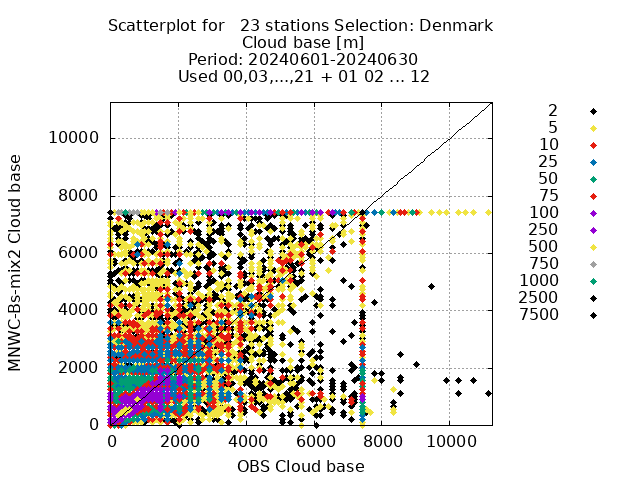 Scatterplot for   23 stations Selection: Denmark
Cloud base [m]
Period: 20240601-20240630
Used 00,03,...,21 + 01 02 ... 12
MNWC-Bs-mix2 Cloud base
10000
8000
6000
4000
2000
0
0 2000 4000 6000 8000 10000
OBS Cloud base
2
5
10
25
50
75
100
250
500
750
1000
2500
7500